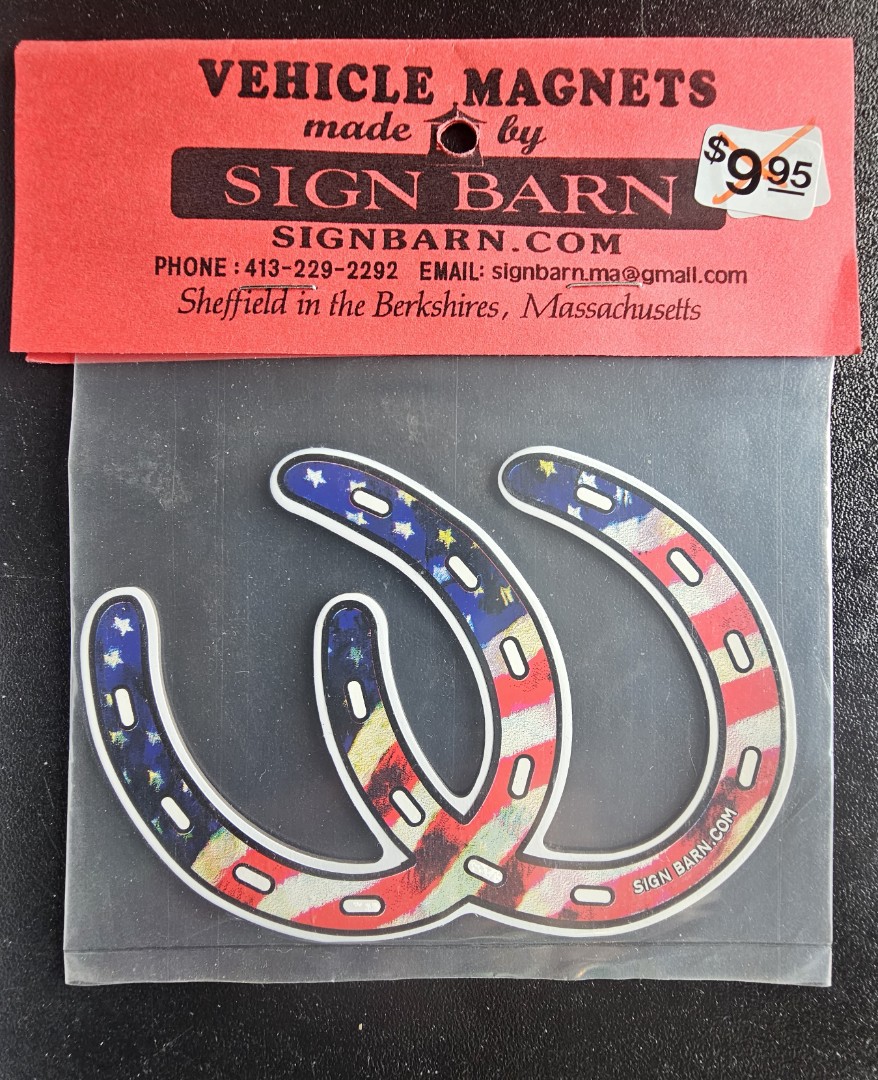 VEHICLE MAGNETS
made by
$9.95
SIGN BARN
SIGNBARN.COM
PHONE: 413-229-2292 EMAIL: signbarn.ma@gmail.com
Sheffield in the Berkshires, Massachusetts
SIGN BARN.COM